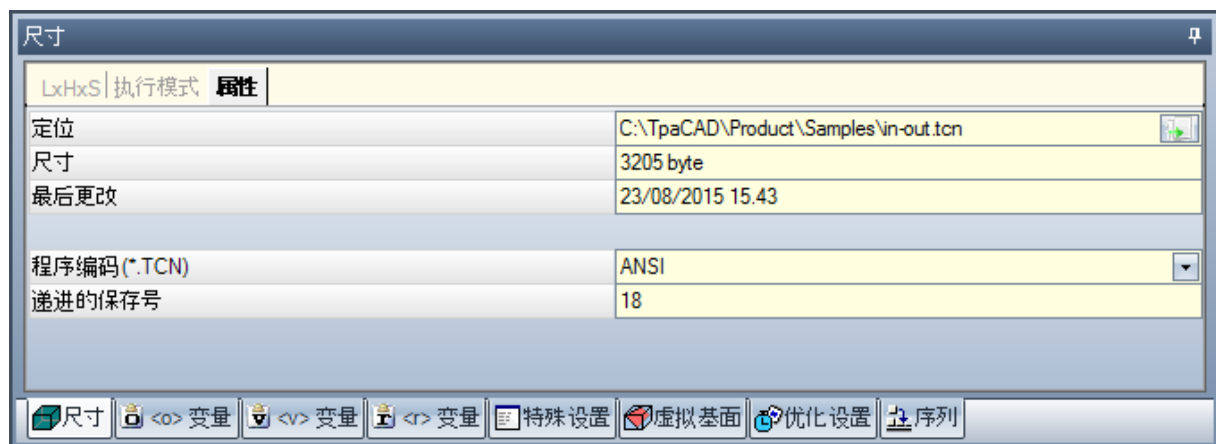 尺寸
LxHxS 执行模式 属性
定位 C:\TpaCAD\Product\Samples\in-out.tcn
尺寸 3205 byte
最后更改 23/08/2015 15.43
程序编码(*.TCN) ANSI
递进的保存号 18
尺寸 <o> 变量 <v> 变量 <r> 变量 特殊设置 虚拟基面 优化设置 序列